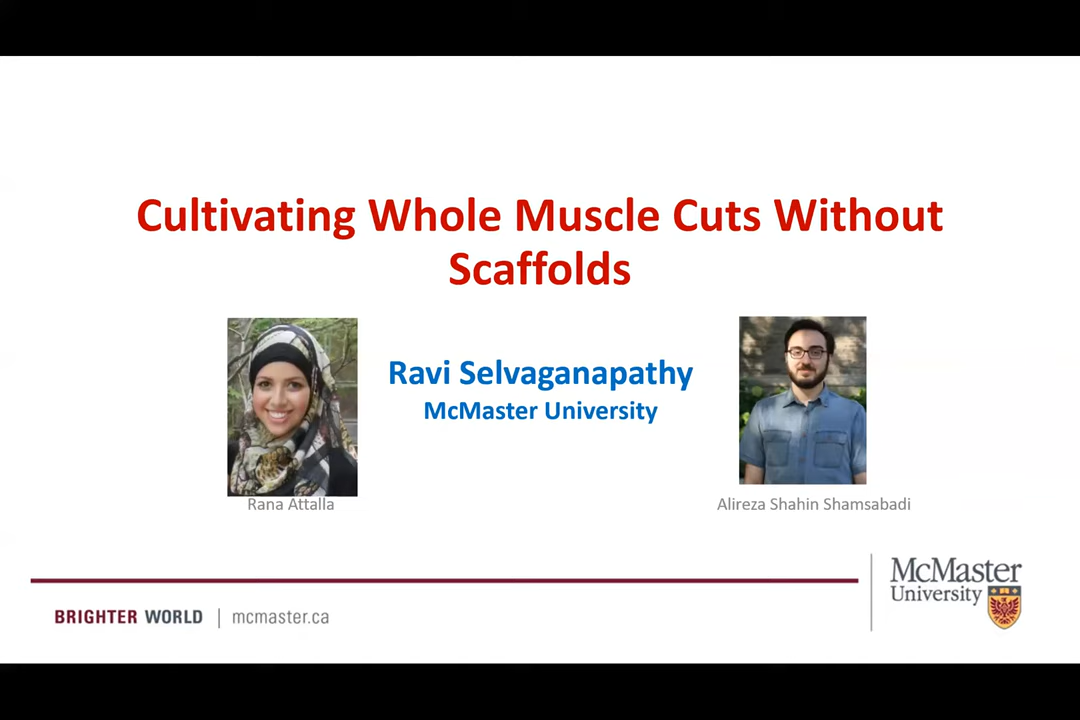 Cultivating Whole Muscle Cuts Without
Scaffolds
Ravi Selvaganapathy
McMaster University
Rana Attalla
Alireza Shahin Shamsabadi
BRIGHTER WORLD | mcmaster.ca
McMaster
University